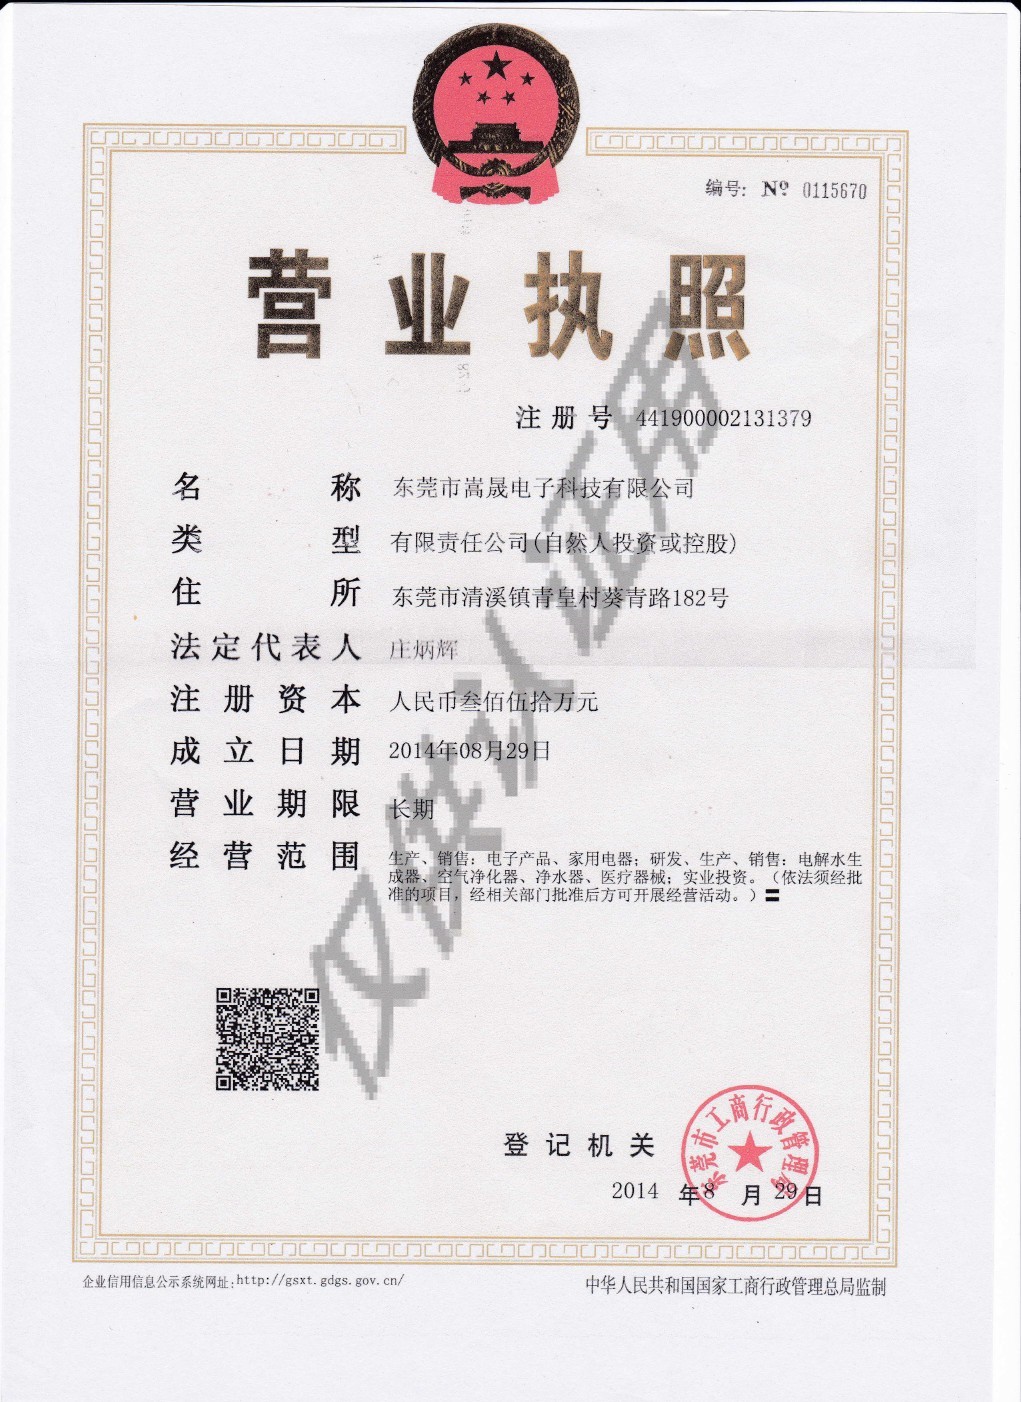 编号: № 0115670
营业执照
注册号 441900002131379
名称 东莞市嵩晟电子科技有限公司
类型 有限责任公司(自然人投资或控股)
住所 东莞市清溪镇青皇村葵青路182号
法定代表人 庄炳辉
注册资本 人民币叁佰伍拾万元
成立日期 2014年08月29日
营业期限 长期
经营范围 生产、销售：电子产品、家用电器；研发、生产、销售：电解水生
成器、空气净化器、净水器、医疗器械；实业投资。（依法须经批
准的项目，经相关部门批准后方可开展经营活动。）
仅供认证用
登记机关
东莞市工商行政管理局
2014 年 8 月 29 日
企业信用信息公示系统网址:http://gsxt.gdgs.gov.cn/
中华人民共和国国家工商行政管理总局监制